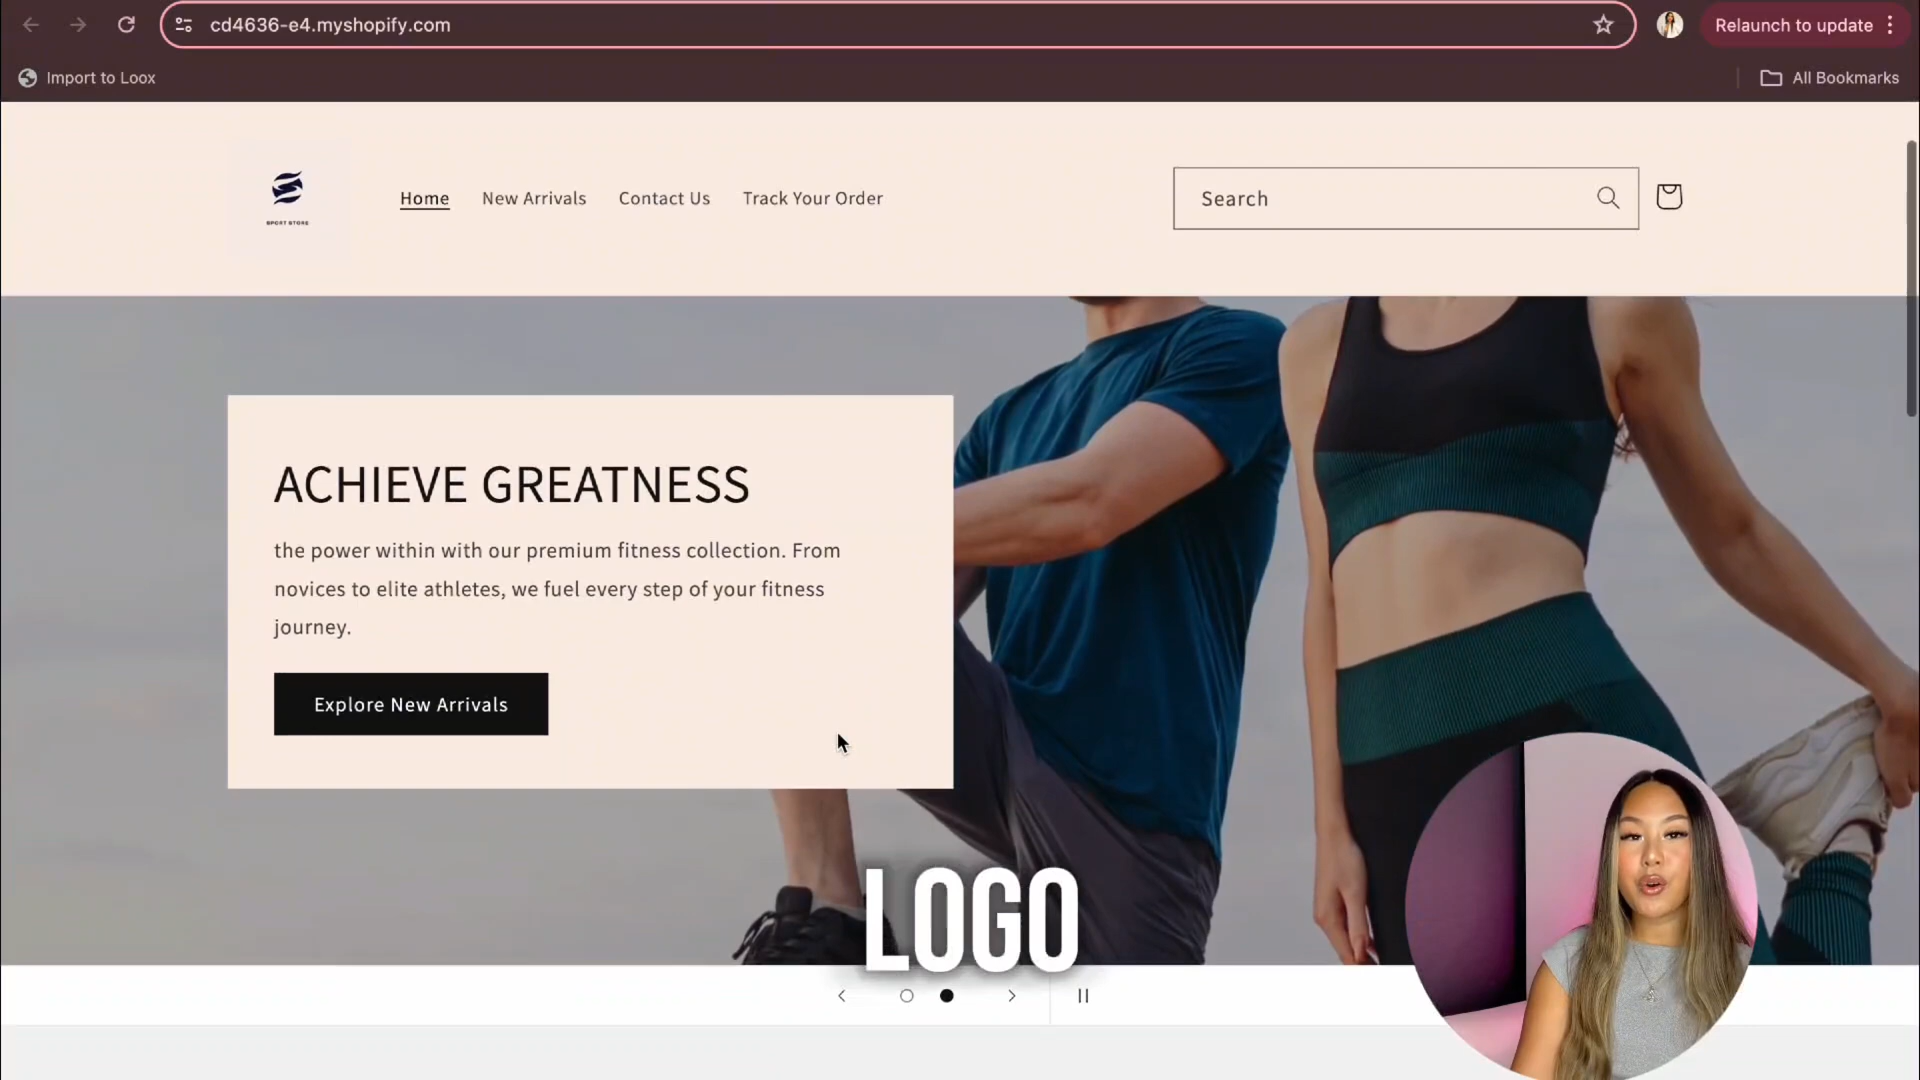 cd4636-e4.myshopify.com
Relaunch to update
Import to Loox
All Bookmarks
SPORT STORE
Home
New Arrivals
Contact Us
Track Your Order
Search
ACHIEVE GREATNESS
the power within with our premium fitness collection. From
novices to elite athletes, we fuel every step of your fitness
journey.
Explore New Arrivals
LOGO